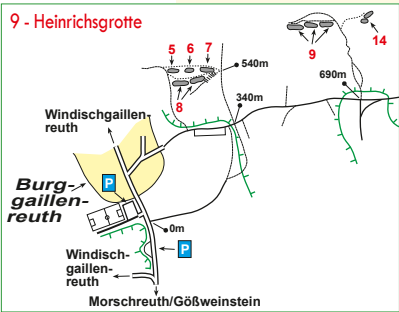 9 - Heinrichsgrotte
5 6 7
9
14
540m
8
690m
340m
Windischgaillen-
reuth
Burg-
gaillen-
reuth
P
0m
P
Windisch-
gaillen-
reuth
Morschreuth/Gößweinstein